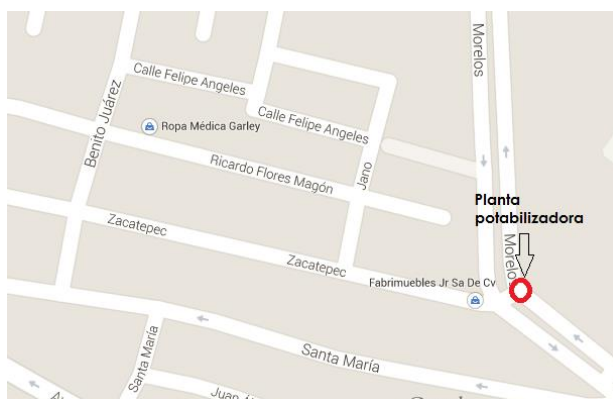 Morelos
Calle Felipe Angeles
Benito Juárez
Calle Felipe Angeles
Ropa Médica Garley
Ricardo Flores Magón
Jano
Planta
potabilizadora
Zacatepec
Morelo
Zacatepec
Fabrimuebles Jr Sa De Cv
Santa María
Santa María